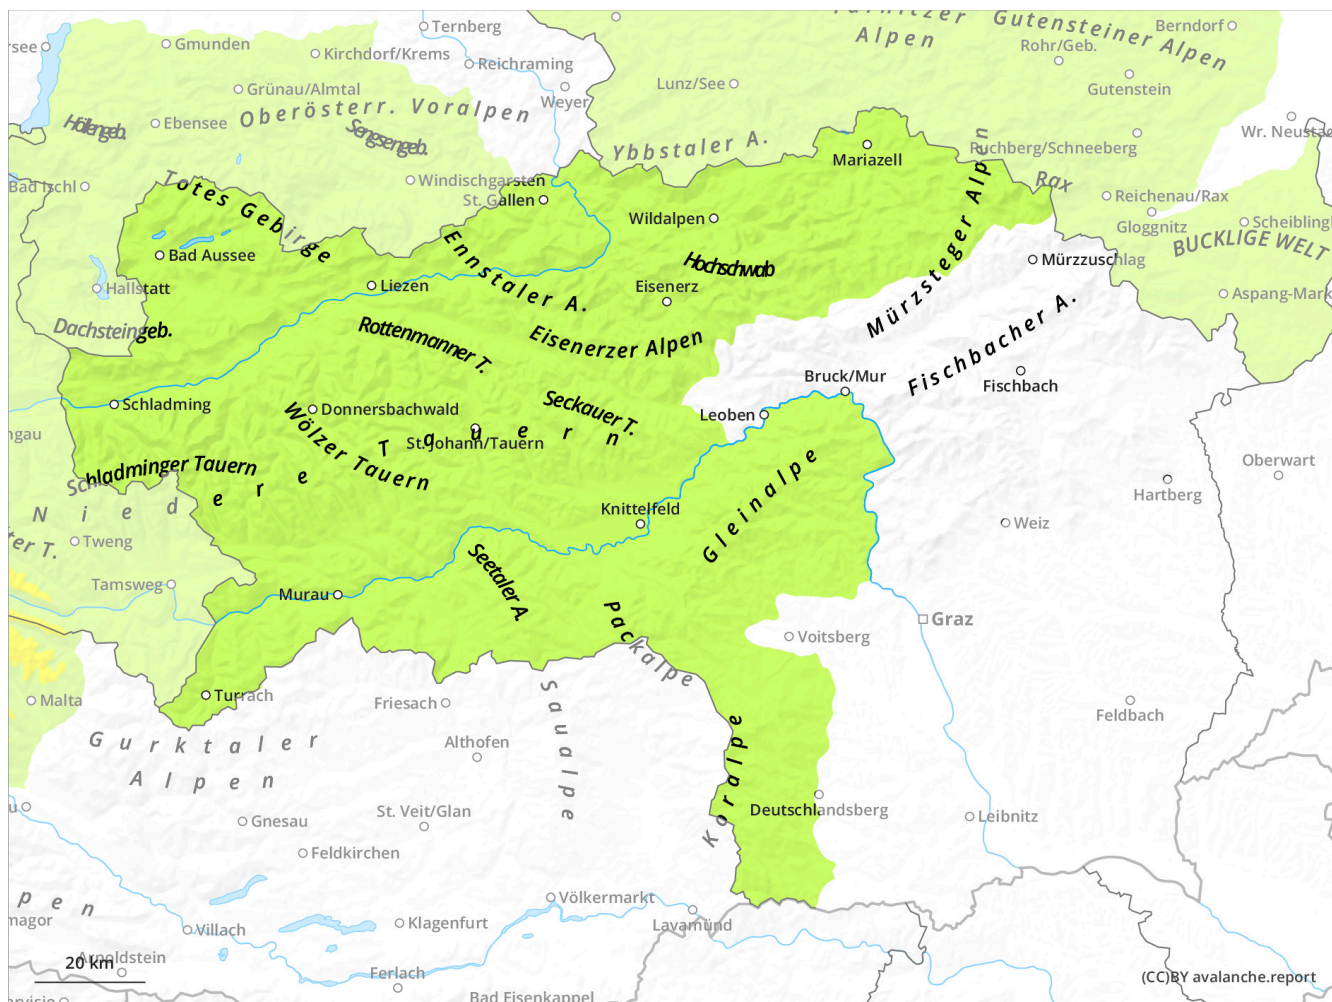 Ternberg
Alpen
Gutensteiner Alpen
Berndorf
Gmunden
Kirchdorf/Krems
Rohr/Geb.
Reichraming
Grünau/Almtal
Lunz/See
Gutenstein
Weyer
Oberösterr. Voralpen
Höllengeb.
Ebensee
Sengsengeb.
Ybbstaler A.
Mariazell
Puchberg/Schneeberg
Bad Ischl
Totes Gebirge
Windischgarsten
St. Gallen
Rax
Reichenau/Rax
Wildalpen
Gloggnitz
BUCKLIGE WELT
Bad Aussee
Ennstaler A.
Hochschwab
Mürzsteger Alpen
Mürzzuschlag
Hallstatt
Liezen
Eisenerz
Dachsteingeb.
Rottenmanner T.
Eisenerzer Alpen
Fischbacher A.
Bruck/Mur
Fischbach
Schladming
Donnersbachwald
Seckauer T.
Leoben
Wölzer Tauern
St. Johann/Tauern
Schladminger Tauern
Niedere Tauern
Gleinalpe
Oberwart
Hartberg
Knittelfeld
Weiz
Tweng
Tamsweg
Murau
Seetaler A.
Packalpe
Graz
Voitsberg
Malta
Turrach
Friesach
Saualpe
Feldbach
Gurktaler
Alpen
Althofen
Koralpe
Gnesau
St. Veit/Glan
Deutschlandsberg
Leibnitz
Feldkirchen
Völkermarkt
Villach
Klagenfurt
Lavamünd
Arnoldstein
20 km
Ferlach
Bad Eisenkappel
(CC)BY avalanche.report